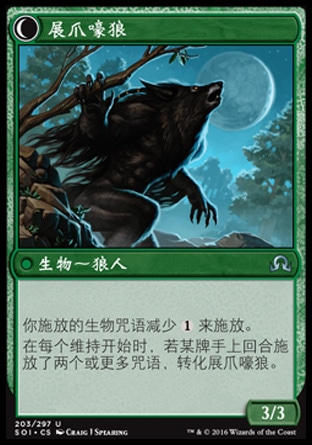 展爪嚎狼
生物～狼人
你施放的生物咒语减少 1 来施放。
在每个维持开始时，若某牌手上回合施
放了两个或更多咒语，转化展爪嚎狼。
3/3
203/297 U
SOI • CS CRAIG J SPEARING
™ & © 2016 Wizards of the Coast